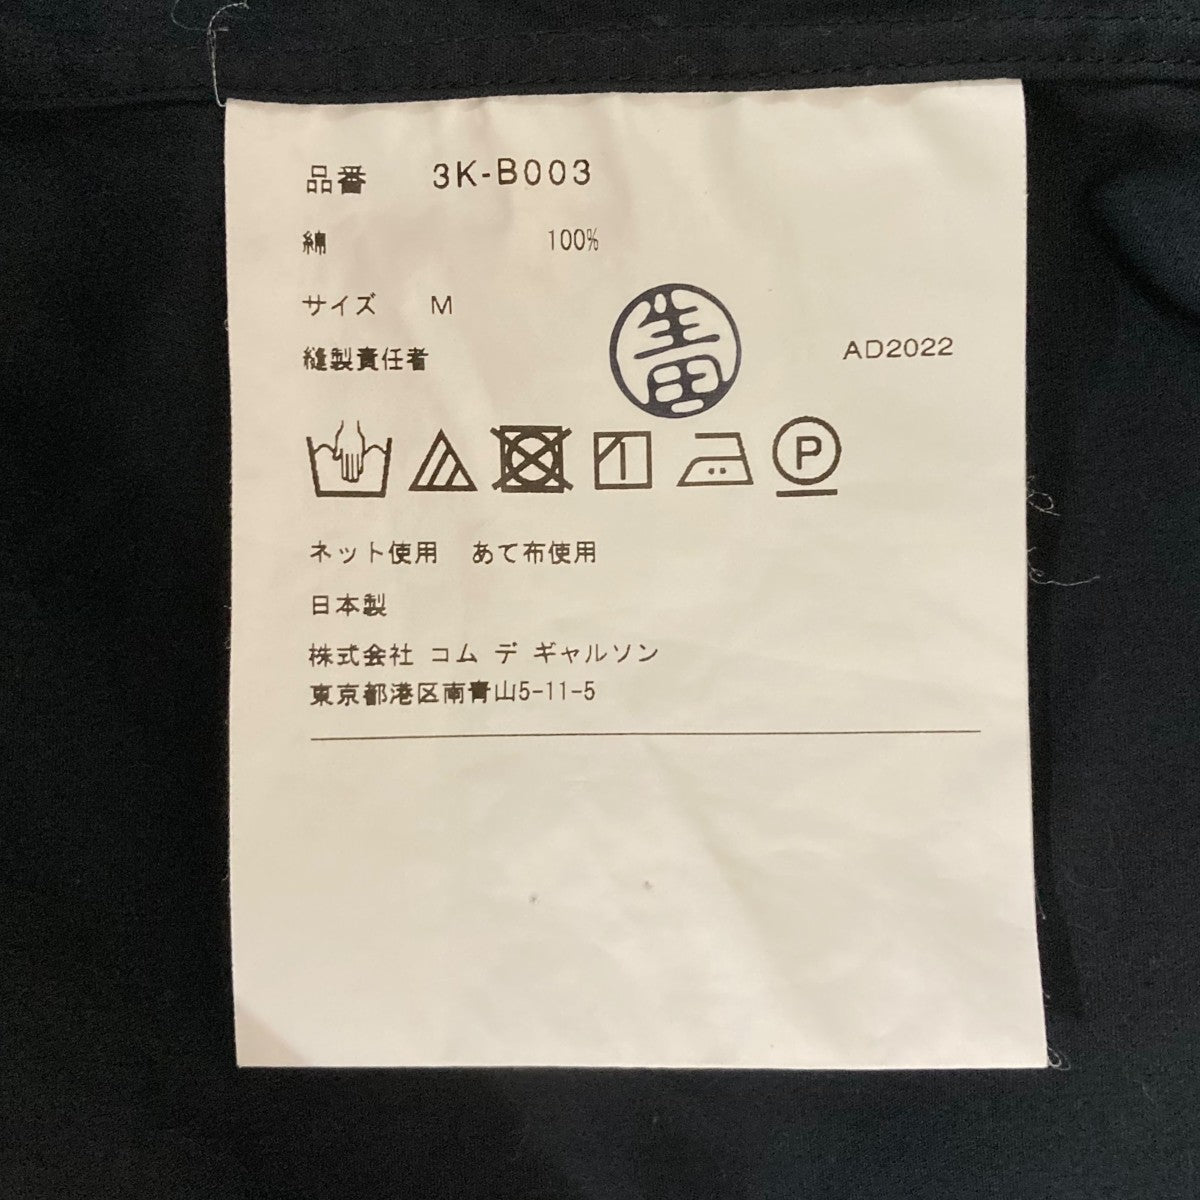 品番 3K-B003
綿 100%
サイズ M
縫製責任者 生田 AD2022
P
ネット使用 あて布使用
日本製
株式会社 コム デ ギャルソン
東京都港区南青山5-11-5